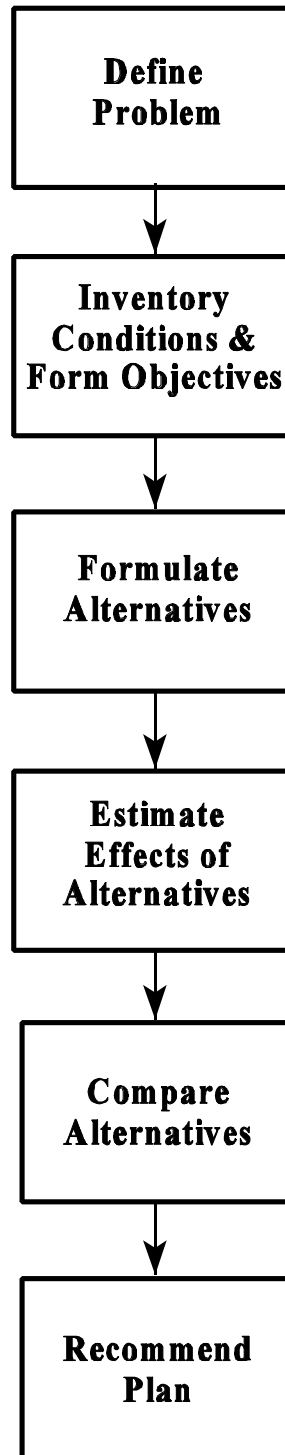 Define
Problem
Inventory
Conditions &
Form Objectives
Formulate
Alternatives
Estimate
Effects of
Alternatives
Compare
Alternatives
Recommend
Plan